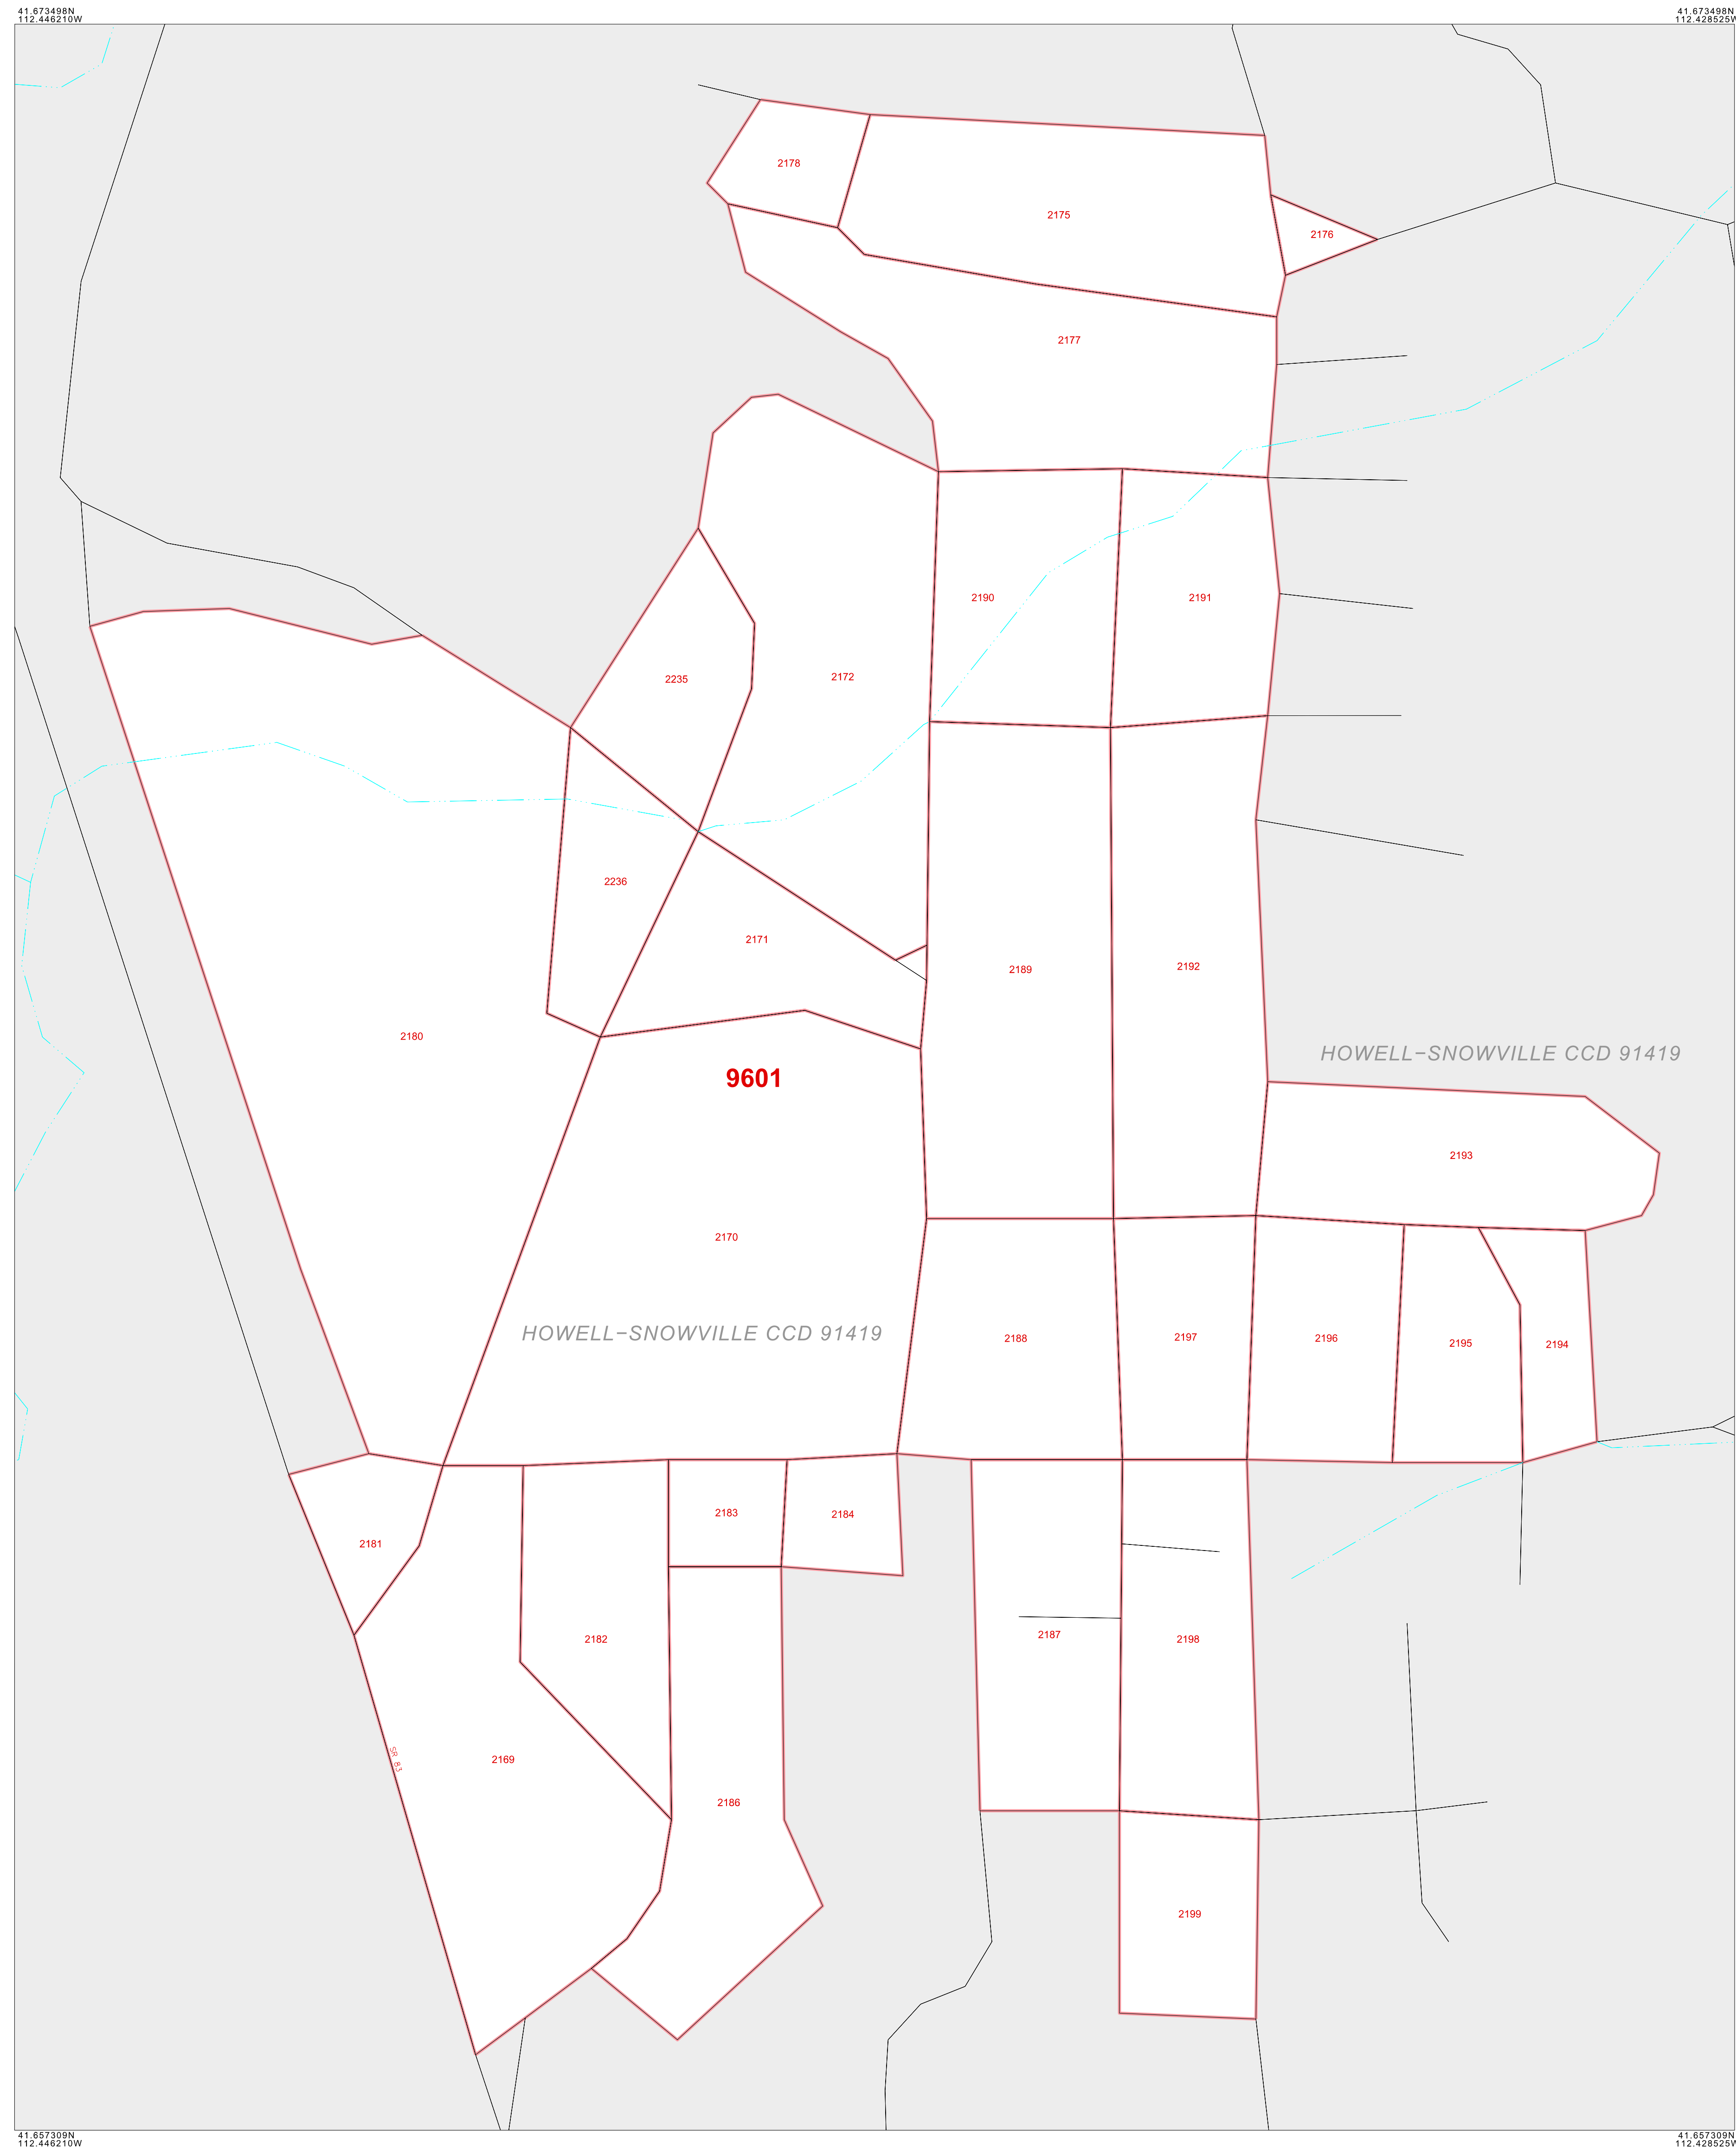 41.673498N
112.446210W
41.673498N
112.428525W
2178
2175
2176
2177
2190
2191
2235
2172
2236
2171
2189
2192
2180
HOWELL-SNOWVILLE CCD 91419
9601
2193
2170
HOWELL-SNOWVILLE CCD 91419
2188
2197
2196
2195
2194
2183
2184
2181
2182
2187
2198
SR 83
2169
2186
2199
41.657309N
112.446210W
41.657309N
112.428525W